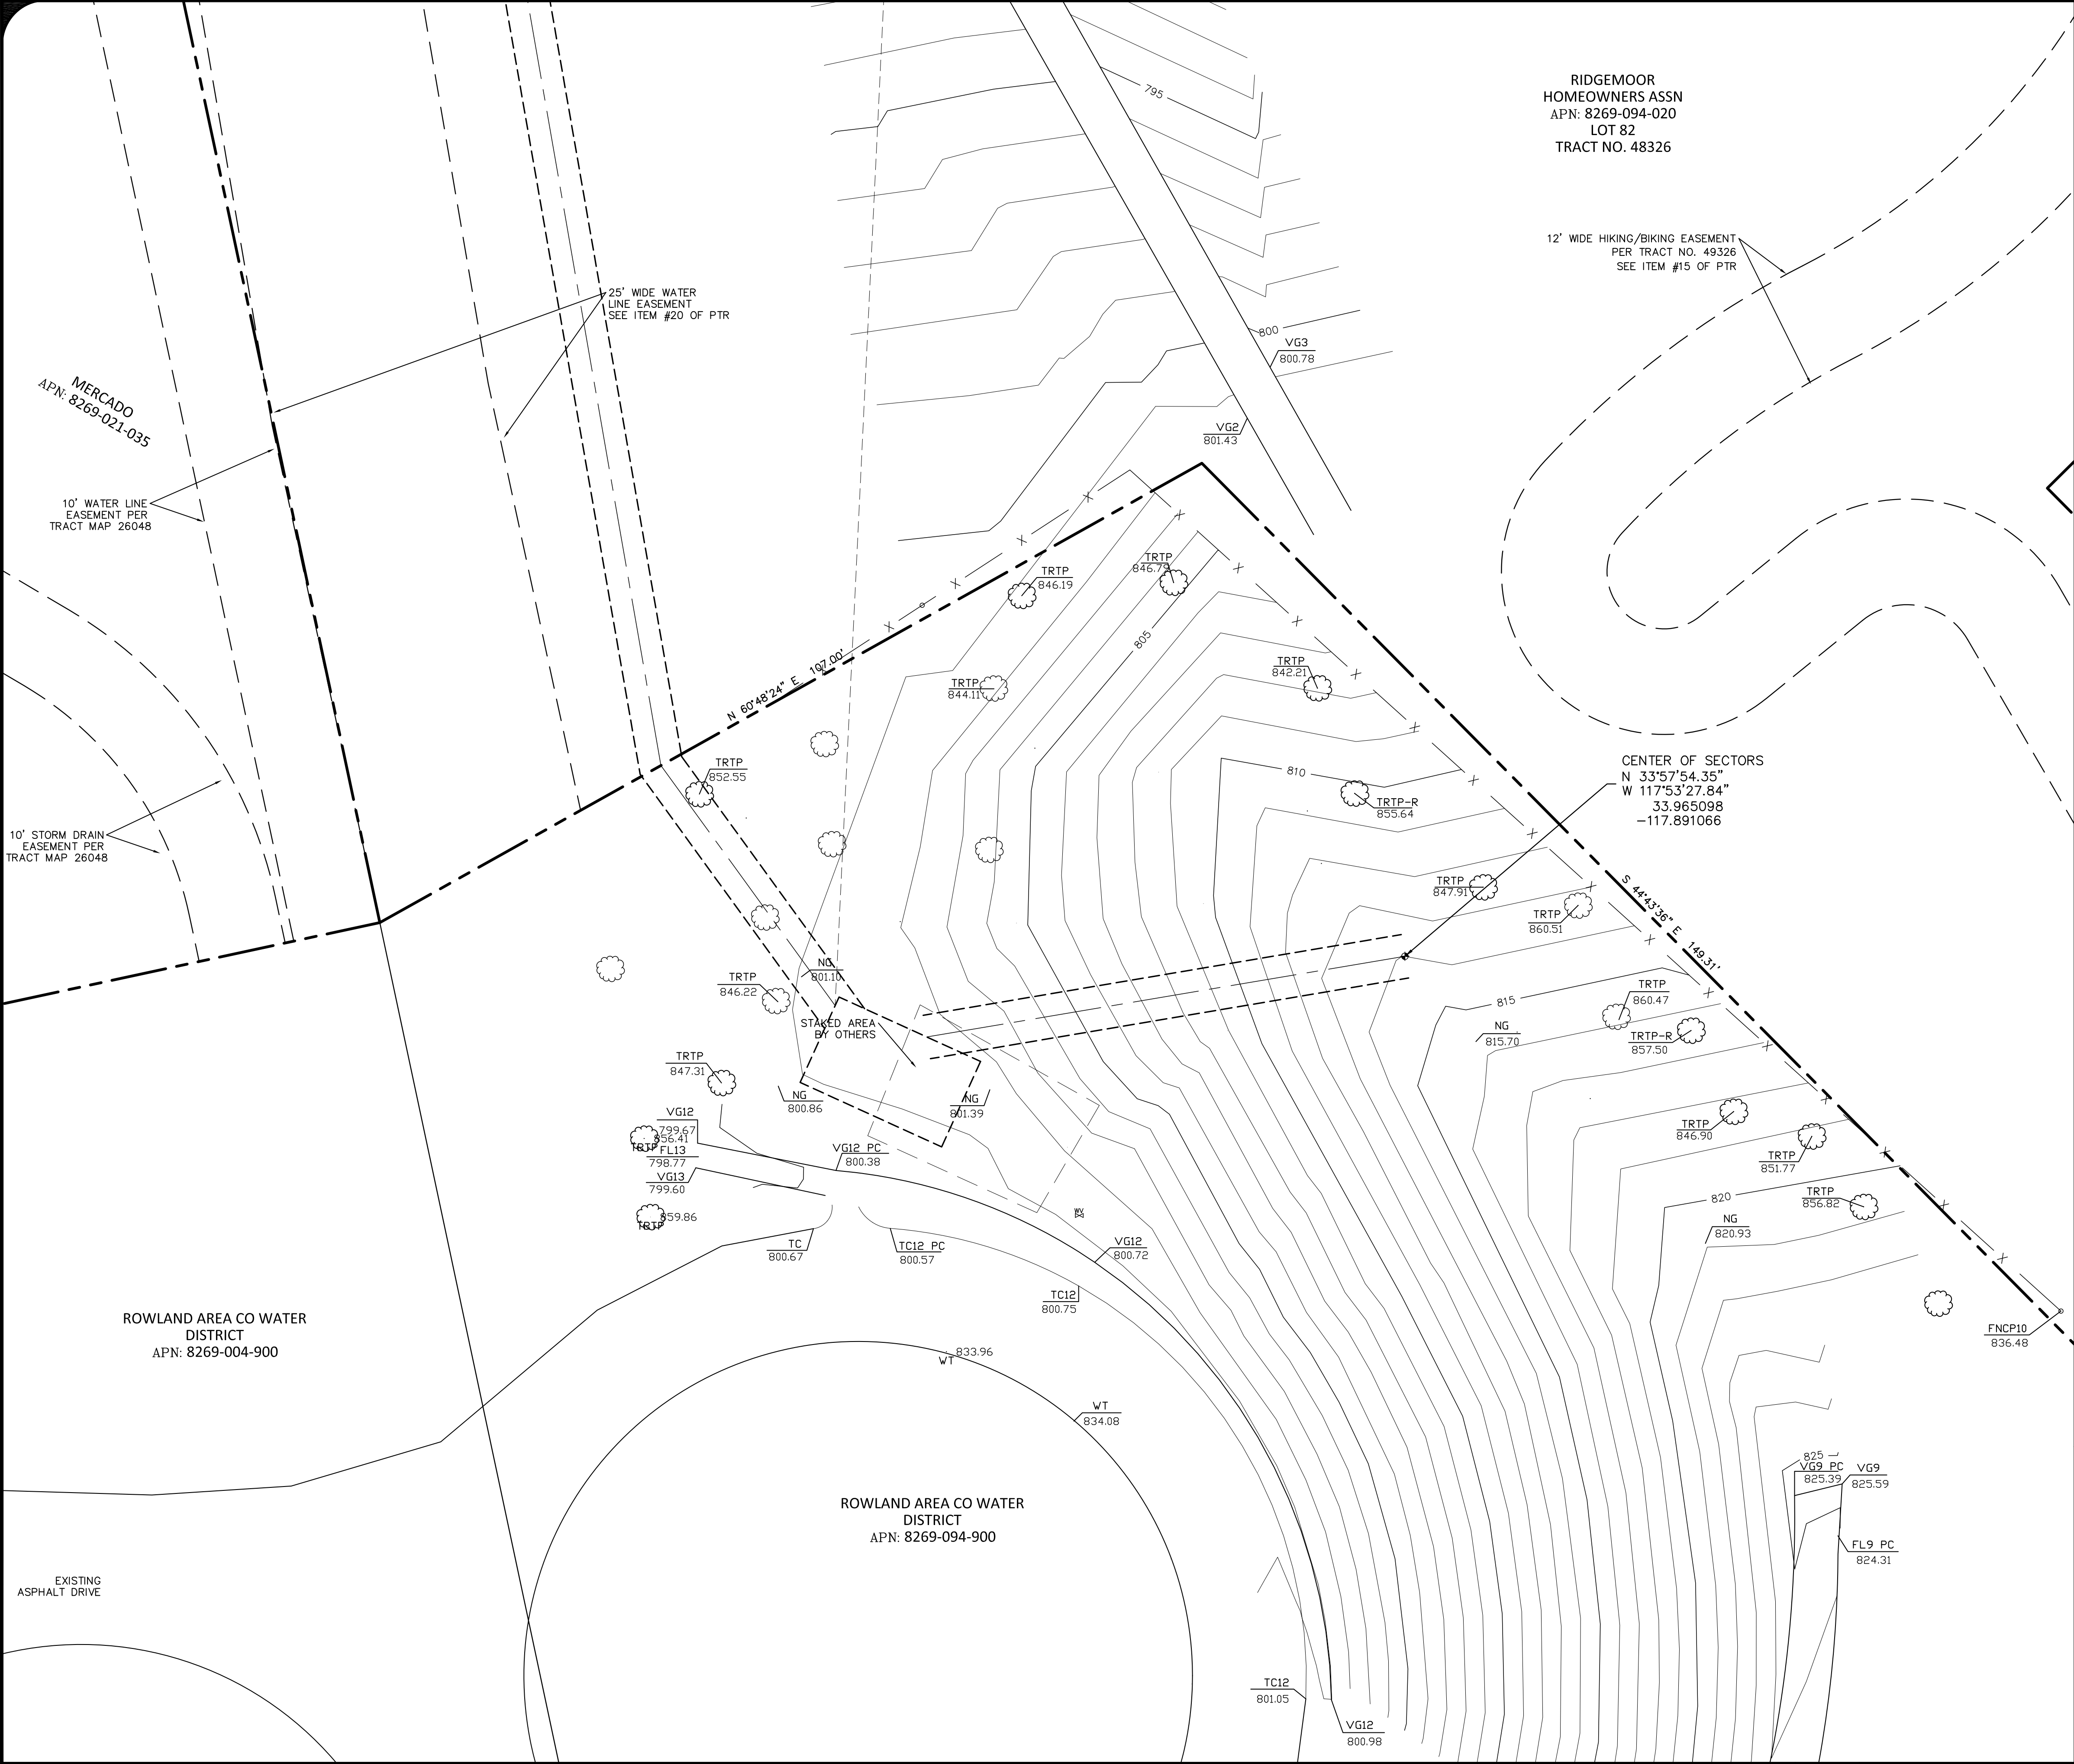 795
RIDGEMOOR
HOMEOWNERS ASSN
APN: 8269-094-020
LOT 82
TRACT NO. 48326
12' WIDE HIKING/BIKING EASEMENT
PER TRACT NO. 49326
SEE ITEM #15 OF PTR
25' WIDE WATER
LINE EASEMENT
SEE ITEM #20 OF PTR
800
VG3
800.78
MERCADO
APN: 8269-021-035
VG2
801.43
10' WATER LINE
EASEMENT PER
TRACT MAP 26048
TRTP
846.19
TRTP
846.79
805
N 60°48'24" E 107.00'
TRTP
844.11
TRTP
842.21
TRTP
852.55
810
TRTP-R
855.64
CENTER OF SECTORS
N 33°57'54.35"
W 117°53'27.84"
33.965098
-117.891066
10' STORM DRAIN
EASEMENT PER
TRACT MAP 26048
TRTP
847.91
TRTP
860.51
S 44°43'36" E 149.31'
NG
801.10
TRTP
846.22
STAKED AREA
BY OTHERS
815
TRTP
860.47
NG
815.70
TRTP-R
857.50
TRTP
847.31
NG
800.86
NG
801.39
VG12
799.67
856.41
TRTP
FL13
798.77
VG13
799.60
VG12 PC
800.38
TRTP
846.90
TRTP
851.77
820
TRTP
856.82
NG
820.93
859.86
TRTP
WV
TC
800.67
TC12 PC
800.57
VG12
800.72
TC12
800.75
ROWLAND AREA CO WATER
DISTRICT
APN: 8269-004-900
FNCP10
836.48
833.96
WT
WT
834.08
825
VG9 PC
825.39
VG9
825.59
ROWLAND AREA CO WATER
DISTRICT
APN: 8269-094-900
FL9 PC
824.31
EXISTING
ASPHALT DRIVE
TC12
801.05
VG12
800.98